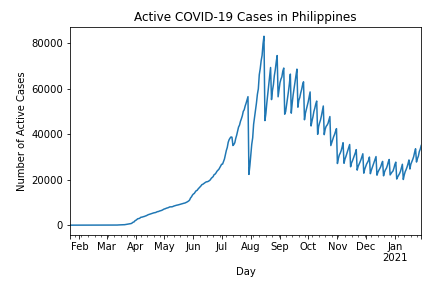 Active COVID-19 Cases in Philippines
Number of Active Cases
80000
60000
40000
20000
0
Feb Mar Apr May Jun Jul Aug Sep Oct Nov Dec Jan
2021
Day